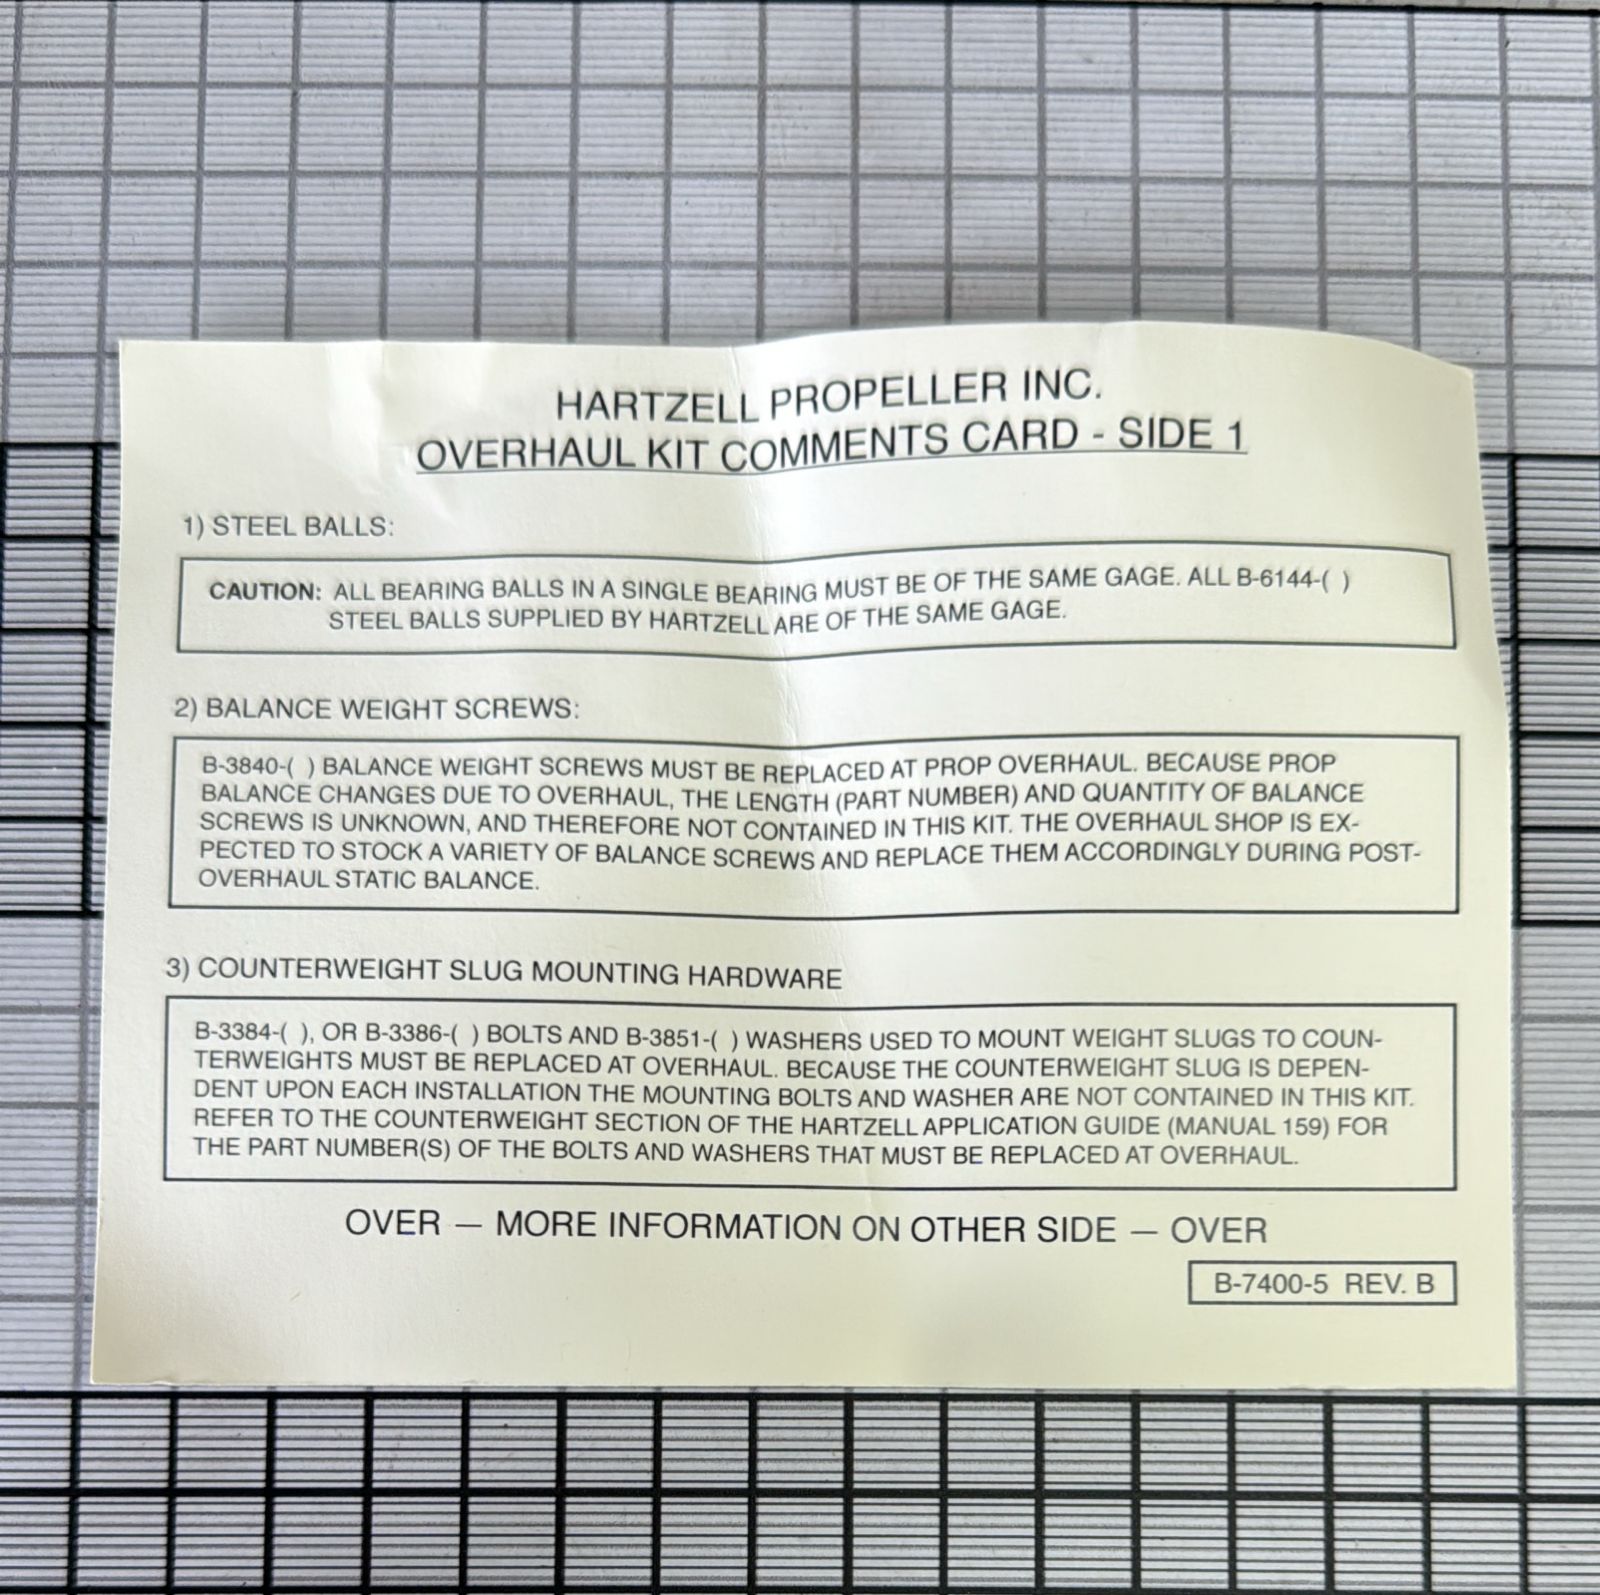 HARTZELL PROPELLER INC.
OVERHAUL KIT COMMENTS CARD - SIDE 1
1) STEEL BALLS:
CAUTION: ALL BEARING BALLS IN A SINGLE BEARING MUST BE OF THE SAME GAGE. ALL B-6144-( )
STEEL BALLS SUPPLIED BY HARTZELL ARE OF THE SAME GAGE.
2) BALANCE WEIGHT SCREWS:
B-3840-( ) BALANCE WEIGHT SCREWS MUST BE REPLACED AT PROP OVERHAUL. BECAUSE PROP
BALANCE CHANGES DUE TO OVERHAUL, THE LENGTH (PART NUMBER) AND QUANTITY OF BALANCE
SCREWS IS UNKNOWN, AND THEREFORE NOT CONTAINED IN THIS KIT. THE OVERHAUL SHOP IS EX-
PECTED TO STOCK A VARIETY OF BALANCE SCREWS AND REPLACE THEM ACCORDINGLY DURING POST-
OVERHAUL STATIC BALANCE.
3) COUNTERWEIGHT SLUG MOUNTING HARDWARE
B-3384-( ), OR B-3386-( ) BOLTS AND B-3851-( ) WASHERS USED TO MOUNT WEIGHT SLUGS TO COUN-
TERWEIGHTS MUST BE REPLACED AT OVERHAUL. BECAUSE THE COUNTERWEIGHT SLUG IS DEPEN-
DENT UPON EACH INSTALLATION THE MOUNTING BOLTS AND WASHER ARE NOT CONTAINED IN THIS KIT.
REFER TO THE COUNTERWEIGHT SECTION OF THE HARTZELL APPLICATION GUIDE (MANUAL 159) FOR
THE PART NUMBER(S) OF THE BOLTS AND WASHERS THAT MUST BE REPLACED AT OVERHAUL.
OVER — MORE INFORMATION ON OTHER SIDE — OVER
B-7400-5 REV. B